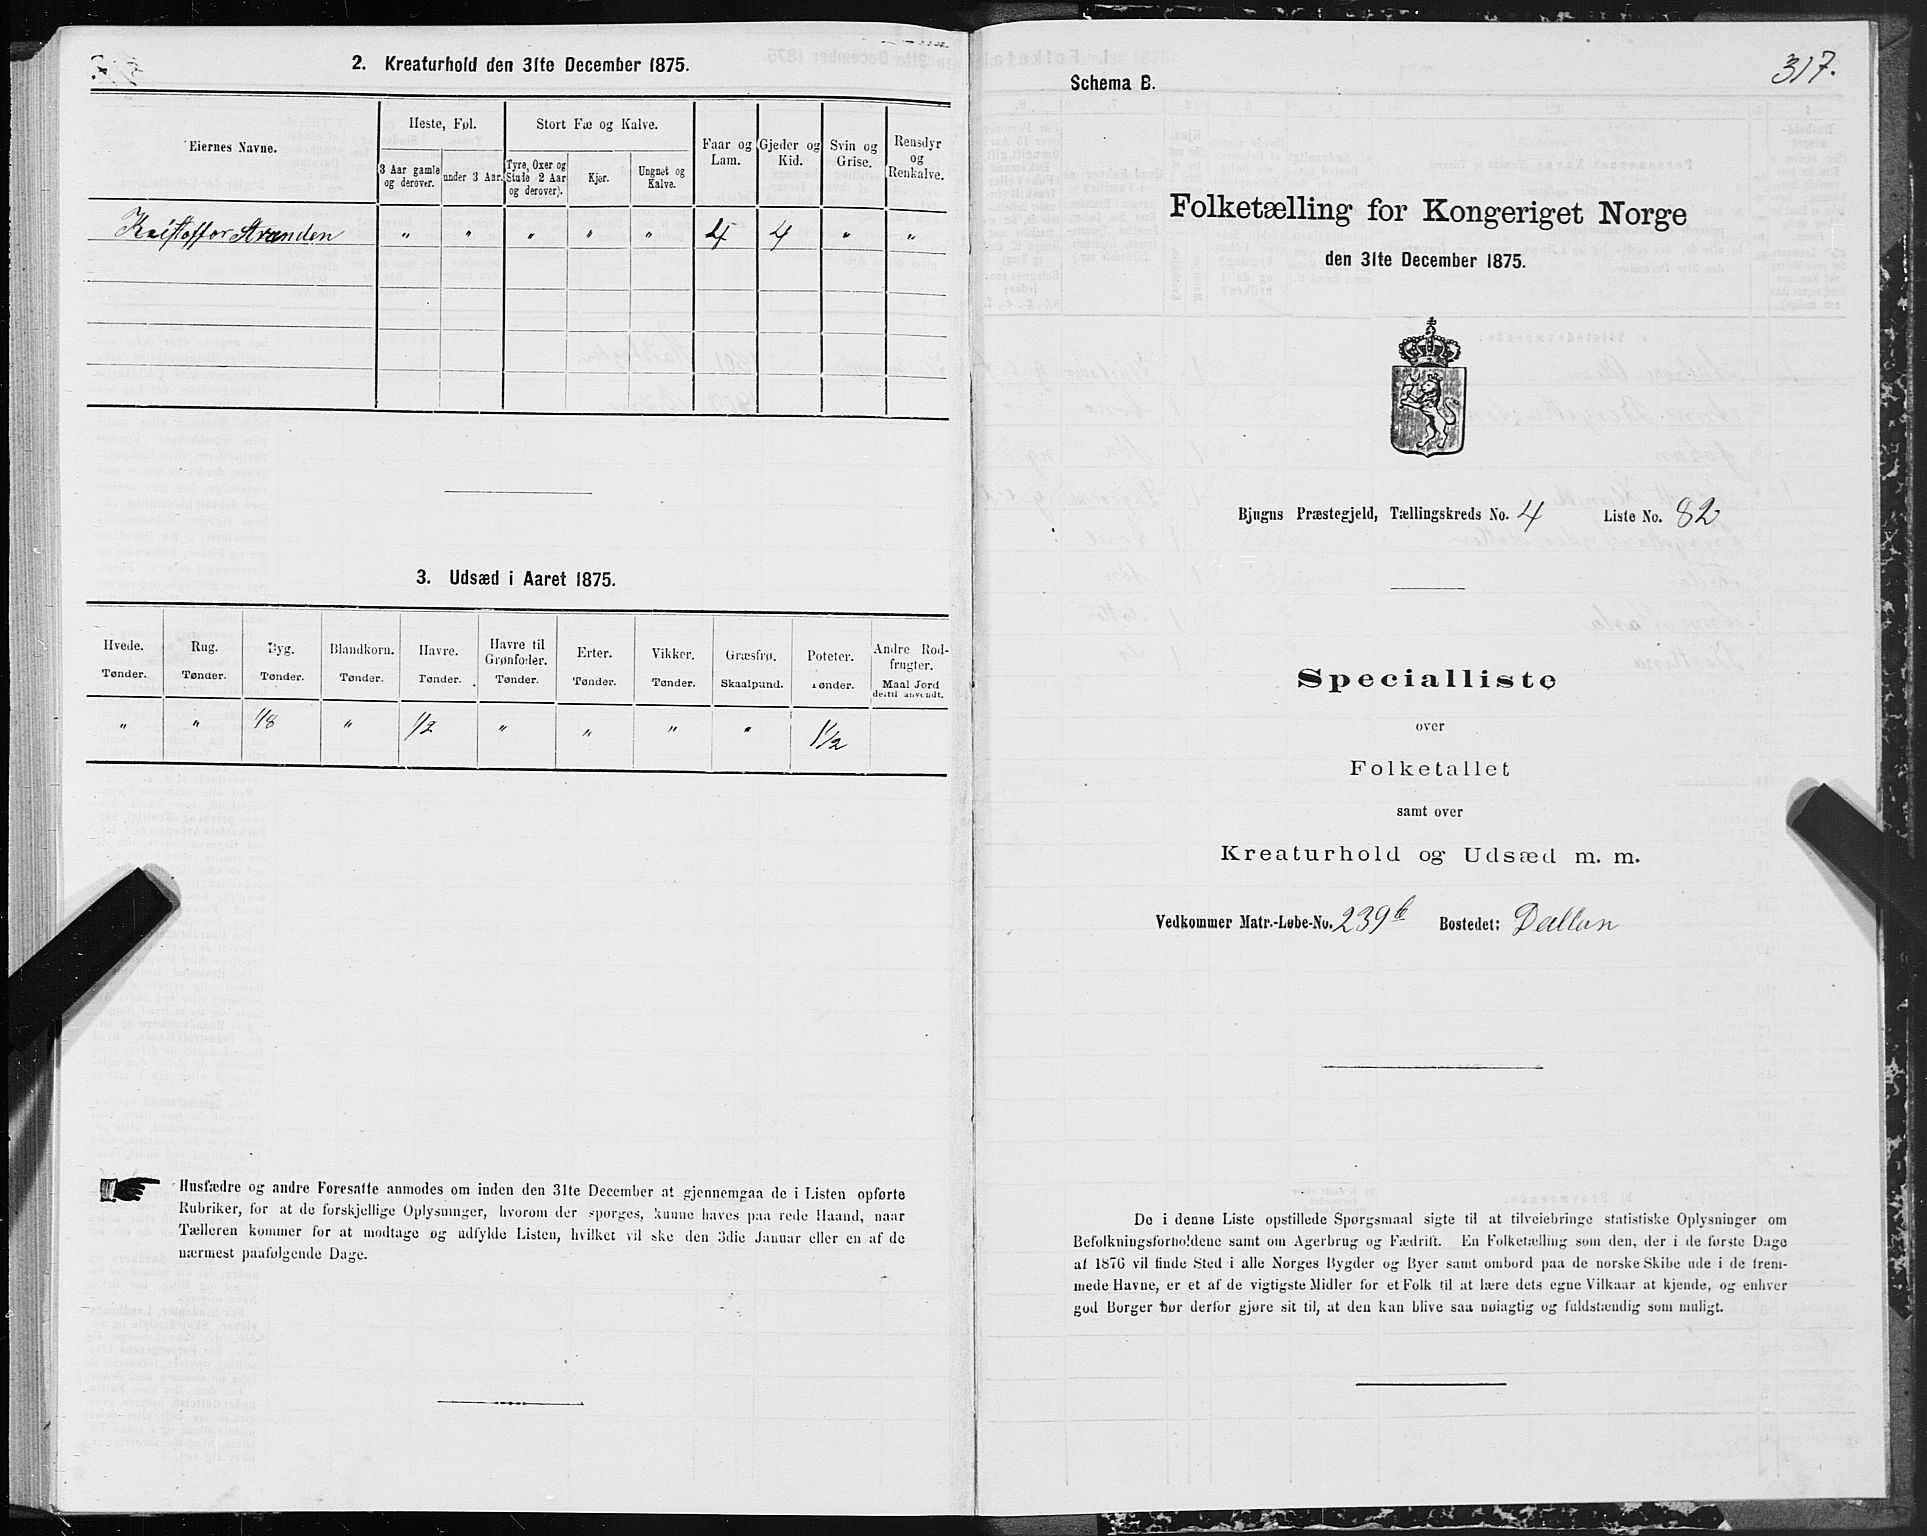 2. Kreaturhold den 31te December 1875.
Eiernes Navne.
Heste, Føl.
3 Aar gamle og derover.
under 3 Aar.
Stort Fæ og Kalve.
Tyre, Oxer og Stude 2 Aar og derover).
Kjør.
Ungnøt og Kalve.
Faar og Lam.
Gjeder og Kid.
Svin og Grise.
Rensdyr og Renkalve.
Kristoffer Stranden " " " " " 4 4 " "
3. Udsæd i Aaret 1875.
Hvede. Tønder.
Rug. Tønder.
Byg. Tønder.
Blandkorn. Tønder.
Havre. Tønder.
Havre til Grønfoder. Tønder.
Erter. Tønder.
Vikker. Tønder.
Græsfrø. Skaalpund.
Poteter. Tønder.
Andre Rodfrugter. Maal Jord dertil anvendt.
" " 1/8 " 1/2 " " " " 1 1/2
Husfædre og andre Foresatte anmodes om inden den 31te December at gjennemgaa de i Listen opførte
Rubriker, for at de forskjellige Oplysninger, hvorom der spørges, kunne haves paa rede Haand, naar
Tælleren kommer for at modtage og udfylde Listen, hvilket vil ske den 3die Januar eller en af de
nærmest paafølgende Dage.
317.
Schema B.
Folketælling for Kongeriget Norge
den 31te December 1875.
Bjugns Præstegjeld, Tællingskreds No. 4 Liste No. 82
Specialliste
over
Folketallet
samt over
Kreaturhold og Udsæd m. m.
Vedkommer Matr.-Løbe-No. 239b Bostedet: Dallan
De i denne Liste opstillede Spørgsmaal sigte til at tilveiebringe statistiske Oplysninger om
Befolkningsforholdene samt om Agerbrug og Fædrift. En Folketælling som den, der i de første Dage
af 1876 vil finde Sted i alle Norges Bygder og Byer samt ombord paa de norske Skibe ude i de frem-
mede Havne, er et af de vigtigste Midler for et Folk til at lære dets egne Vilkaar at kjende, og enhver
god Borger bør derfor gjøre sit til, at den kan blive saa nøiagtig og fuldstændig som muligt.